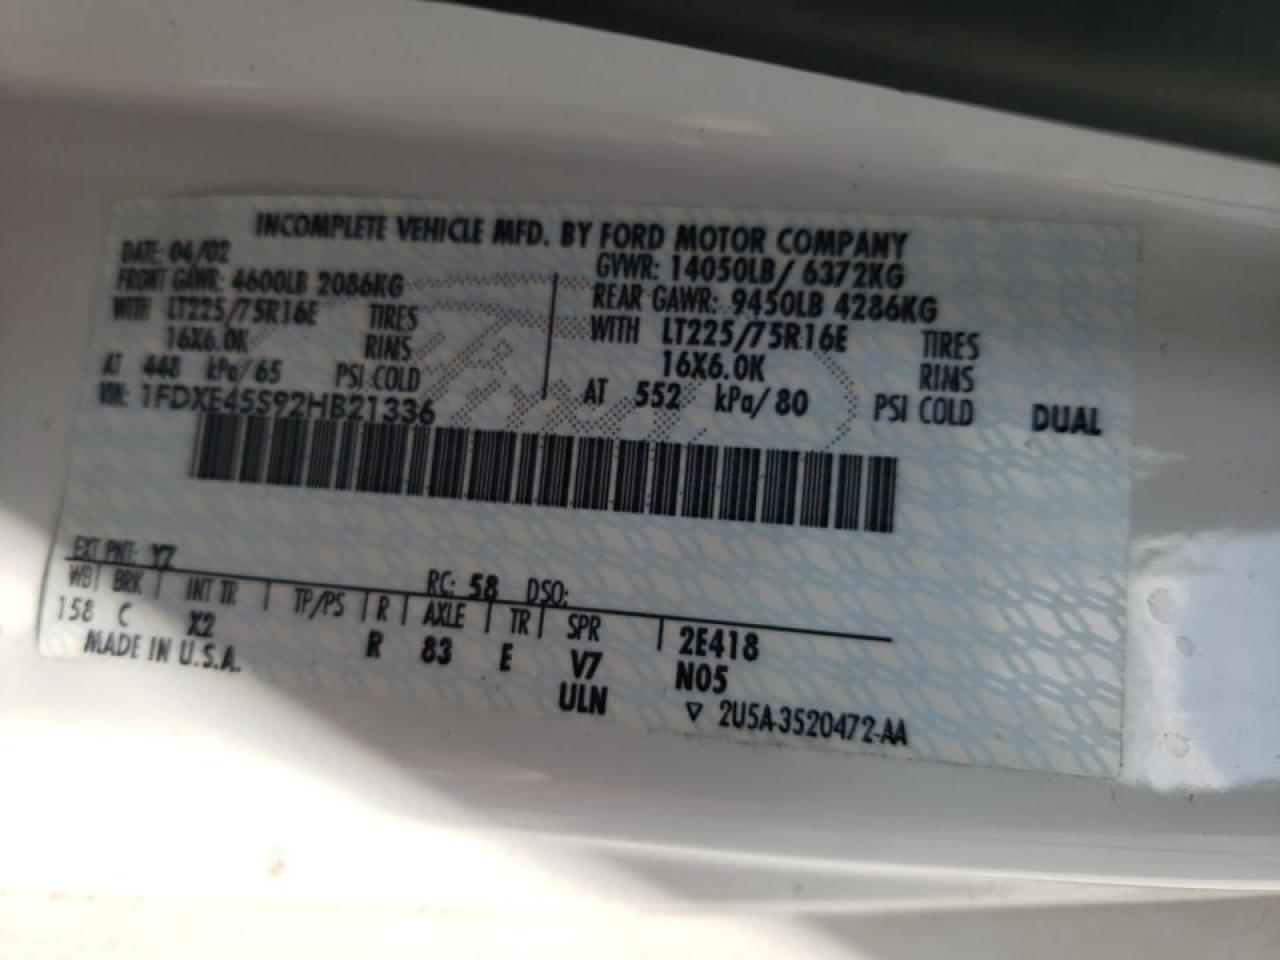 INCOMPLETE VEHICLE MFD. BY FORD MOTOR COMPANY
DATE: 04/02 GVWR: 14050LB/ 6372KG
FRONT GAWR: 4600LB 2086KG REAR GAWR: 9450LB 4286KG
WITH LT225/75R16E TIRES WITH LT225/75R16E TIRES
16X6.0K RIMS 16X6.0K RIMS
AT 448 kPa/65 PSI COLD AT 552 kPa/80 PSI COLD DUAL
VIN: 1FDXE45S92HB21336
EXT PNT: YZ RC: 58 DSO:
WB BRK INT TR TP/PS R AXLE TR SPR 2E418
158 C X2 R 83 E V7 N05
MADE IN U.S.A. ULN ▽ 2U5A-3520472-AA